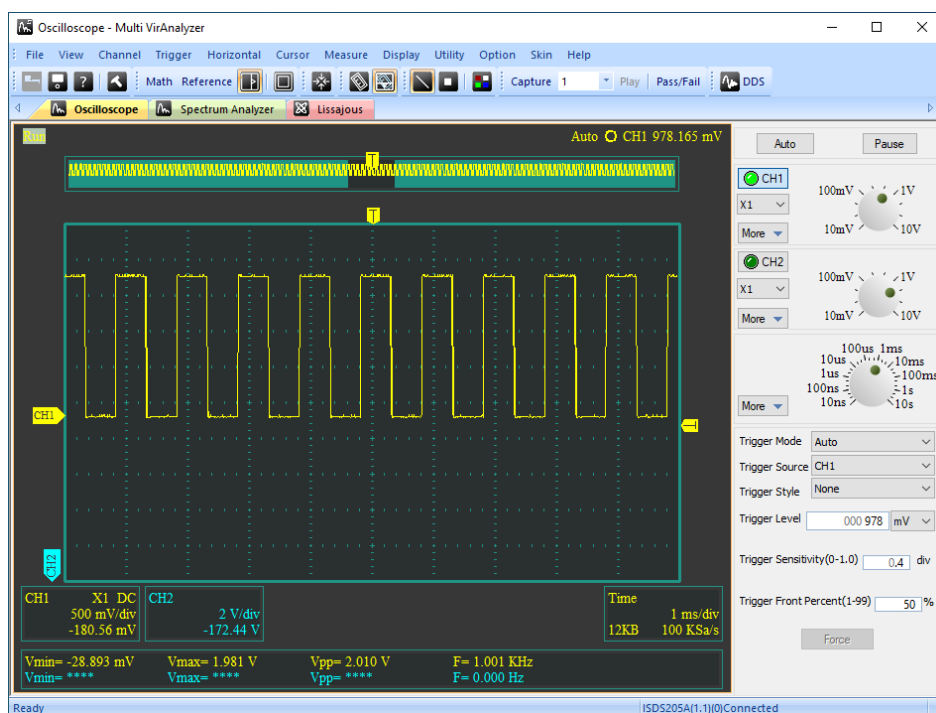 Oscilloscope - Multi VirAnalyzer
File View Channel Trigger Horizontal Cursor Measure Display Utility Option Skin Help
? Math Reference Capture 1 Play Pass/Fail DDS
Oscilloscope Spectrum Analyzer Lissajous
Run Auto CH1 978.165 mV
T
T
CH1
CH2
CH1 X1 DC
500 mV/div
-180.56 mV
CH2
2 V/div
-172.44 V
Time
1 ms/div
12KB 100 KSa/s
Vmin= -28.893 mV Vmax= 1.981 V Vpp= 2.010 V F= 1.001 KHz
Vmin= **** Vmax= **** Vpp= **** F= 0.000 Hz
Auto Pause
CH1
X1
More
100mV 1V
10mV 10V
CH2
X1
More
100mV 1V
10mV 10V
100us 1ms
10us 10ms
1us 100ms
100ns 1s
10ns 10s
More
Trigger Mode Auto
Trigger Source CH1
Trigger Style None
Trigger Level 000 978 mV
Trigger Sensitivity(0-1.0) 0.4 div
Trigger Front Percent(1-99) 50 %
Force
Ready ISDS205A(1.1)(0)Connected